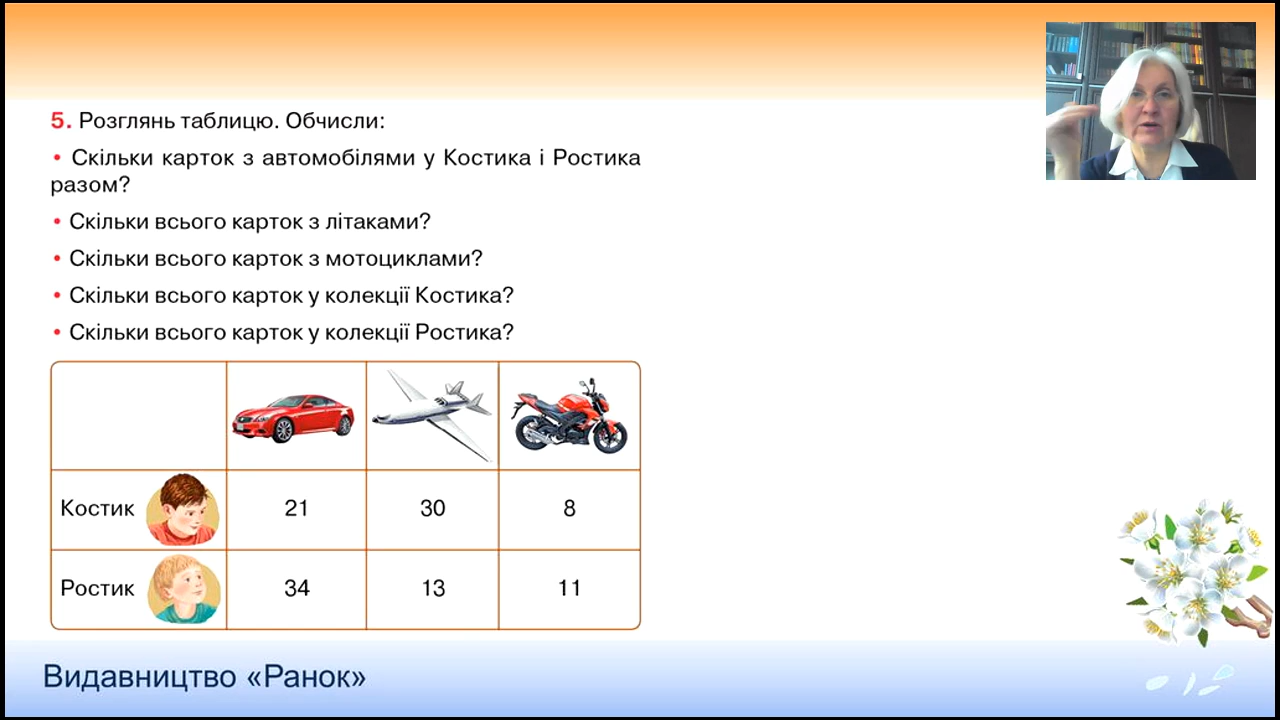 5. Розглянь таблицю. Обчисли:
• Скільки карток з автомобілями у Костика і Ростика
разом?
• Скільки всього карток з літаками?
• Скільки всього карток з мотоциклами?
• Скільки всього карток у колекції Костика?
• Скільки всього карток у колекції Ростика?
Костик 21 30 8
Ростик 34 13 11
Видавництво «Ранок»